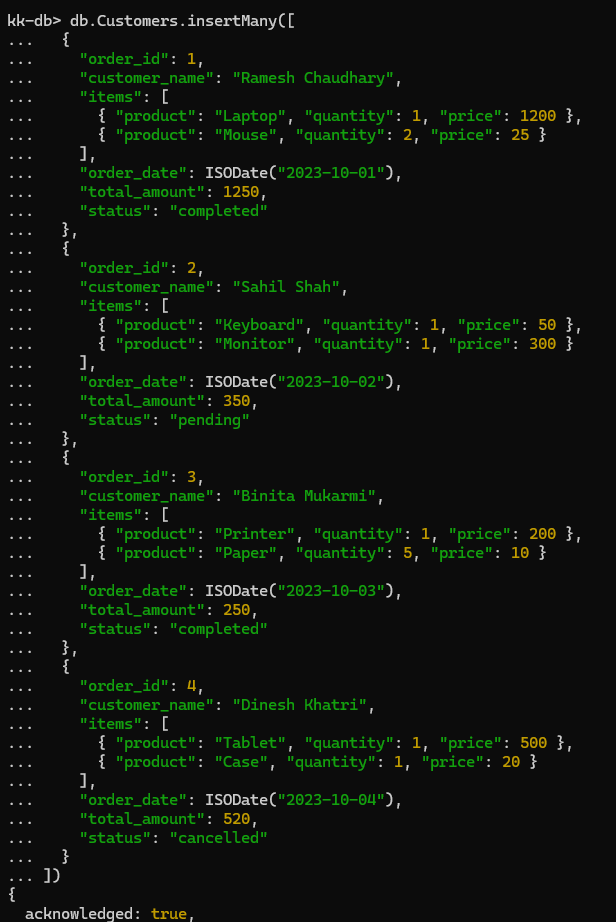 kk-db> db.Customers.insertMany([
...   {
...     "order_id": 1,
...     "customer_name": "Ramesh Chaudhary",
...     "items": [
...       { "product": "Laptop", "quantity": 1, "price": 1200 },
...       { "product": "Mouse", "quantity": 2, "price": 25 }
...     ],
...     "order_date": ISODate("2023-10-01"),
...     "total_amount": 1250,
...     "status": "completed"
...   },
...   {
...     "order_id": 2,
...     "customer_name": "Sahil Shah",
...     "items": [
...       { "product": "Keyboard", "quantity": 1, "price": 50 },
...       { "product": "Monitor", "quantity": 1, "price": 300 }
...     ],
...     "order_date": ISODate("2023-10-02"),
...     "total_amount": 350,
...     "status": "pending"
...   },
...   {
...     "order_id": 3,
...     "customer_name": "Binita Mukarmi",
...     "items": [
...       { "product": "Printer", "quantity": 1, "price": 200 },
...       { "product": "Paper", "quantity": 5, "price": 10 }
...     ],
...     "order_date": ISODate("2023-10-03"),
...     "total_amount": 250,
...     "status": "completed"
...   },
...   {
...     "order_id": 4,
...     "customer_name": "Dinesh Khatri",
...     "items": [
...       { "product": "Tablet", "quantity": 1, "price": 500 },
...       { "product": "Case", "quantity": 1, "price": 20 }
...     ],
...     "order_date": ISODate("2023-10-04"),
...     "total_amount": 520,
...     "status": "cancelled"
...   }
... ])
{
  acknowledged: true,